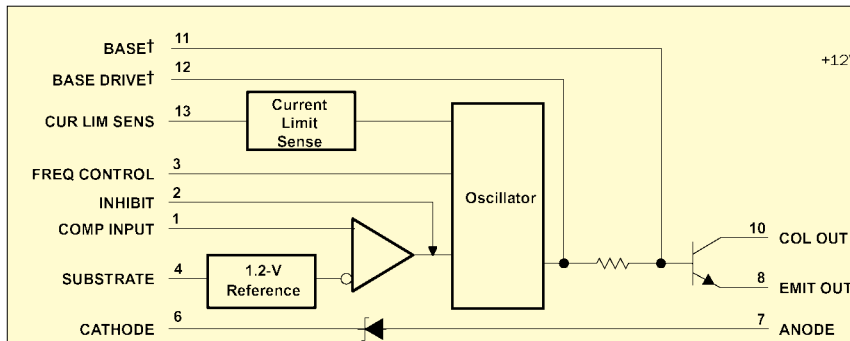 BASE† 11
BASE DRIVE† 12
CUR LIM SENS 13
Current
Limit
Sense
FREQ CONTROL 3
INHIBIT 2
COMP INPUT 1
SUBSTRATE 4
1.2-V
Reference
CATHODE 6
Oscillator
10 COL OUT
8 EMIT OUT
7 ANODE